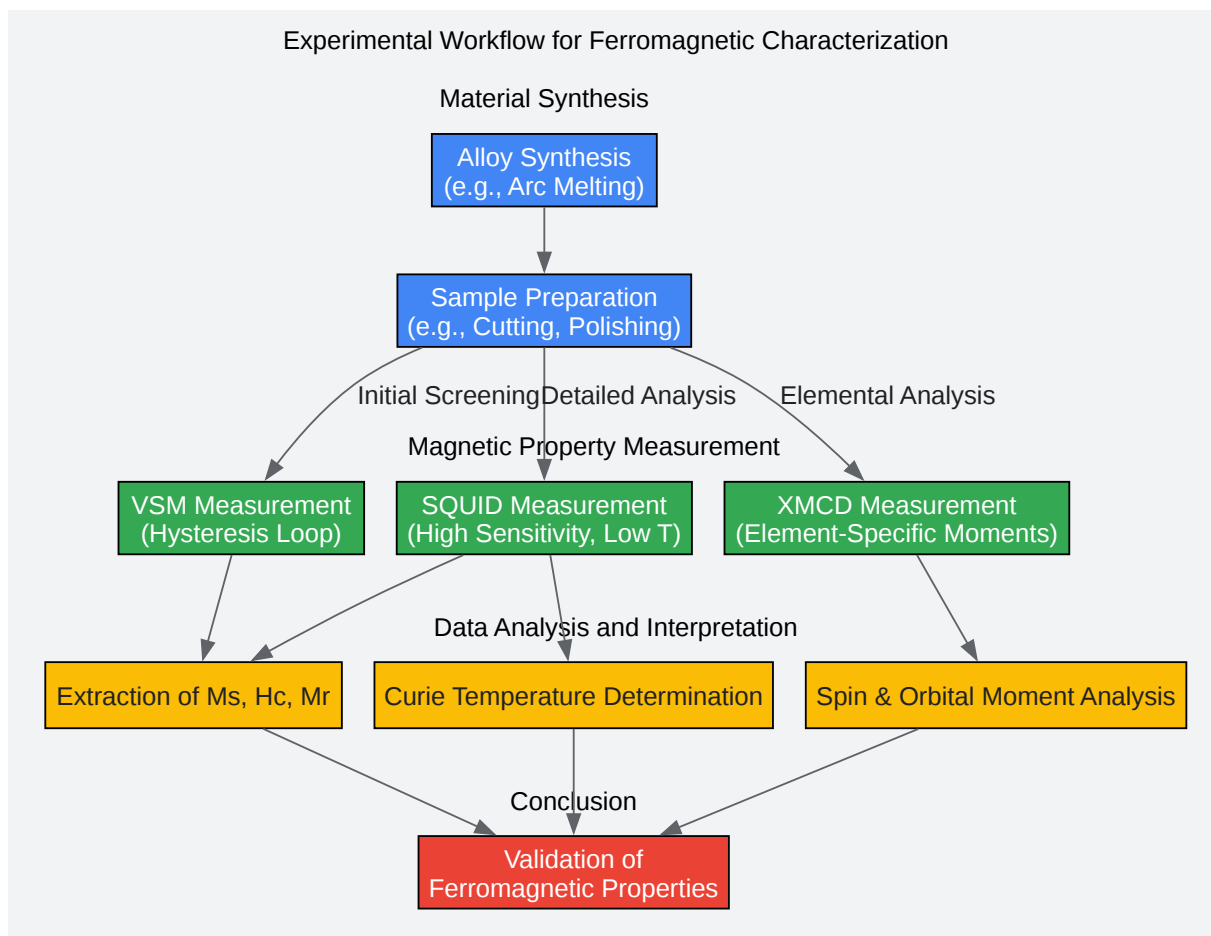 Experimental Workflow for Ferromagnetic Characterization
Material Synthesis
Alloy Synthesis
(e.g., Arc Melting)
Sample Preparation
(e.g., Cutting, Polishing)
Initial Screening
Detailed Analysis
Elemental Analysis
Magnetic Property Measurement
VSM Measurement
(Hysteresis Loop)
SQUID Measurement
(High Sensitivity, Low T)
XMCD Measurement
(Element-Specific Moments)
Data Analysis and Interpretation
Extraction of Ms, Hc, Mr
Curie Temperature Determination
Spin & Orbital Moment Analysis
Conclusion
Validation of
Ferromagnetic Properties